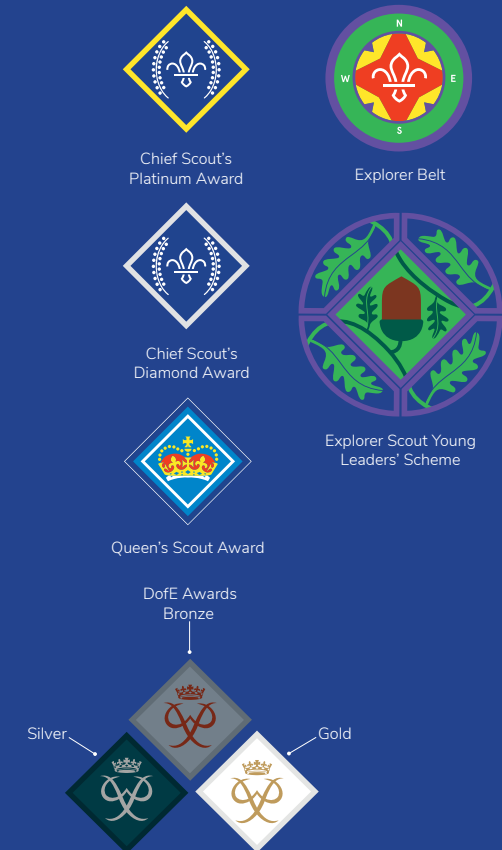 Chief Scout's
Platinum Award
N
W
E
S
Explorer Belt
Chief Scout's
Diamond Award
Explorer Scout Young
Leaders' Scheme
Queen's Scout Award
DofE Awards
Bronze
Silver
Gold